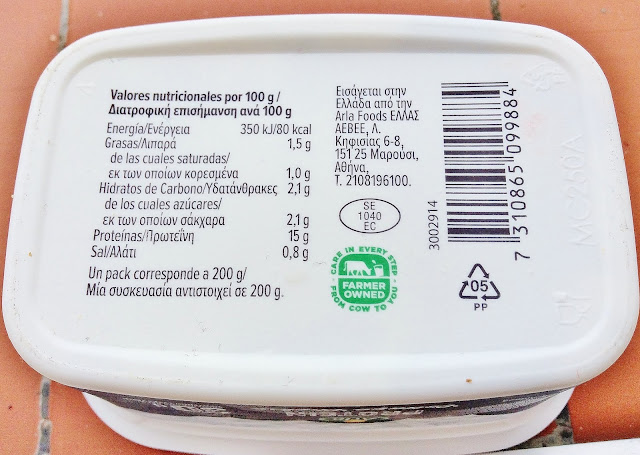 Valores nutricionales por 100 g /
Διατροφική επισήμανση ανά 100 g
Energía/Ενέργεια 350 kJ/80 kcal
Grasas/Λιπαρά 1,5 g
de las cuales saturadas/
εκ των οποίων κορεσμένα 1,0 g
Hidratos de Carbono/Υδατάνθρακες 2,1 g
de los cuales azúcares/
εκ των οποίων σάκχαρα 2,1 g
Proteínas/Πρωτεΐνη 15 g
Sal/Αλάτι 0,8 g
Un pack corresponde a 200 g/
Μία συσκευασία αντιστοιχεί σε 200 g.
Εισάγεται στην
Ελλάδα από την
Arla Foods ΕΛΛΑΣ
ΑΕΒΕΕ, Λ.
Κηφισίας 6-8,
151 25 Μαρούσι,
Αθήνα,
Τ. 2108196100.
SE
1040
EC
CARE IN EVERY STEP
FARMER
OWNED
FROM COW TO YOU
3002914
7 310865 099884
05
PP
MC250A